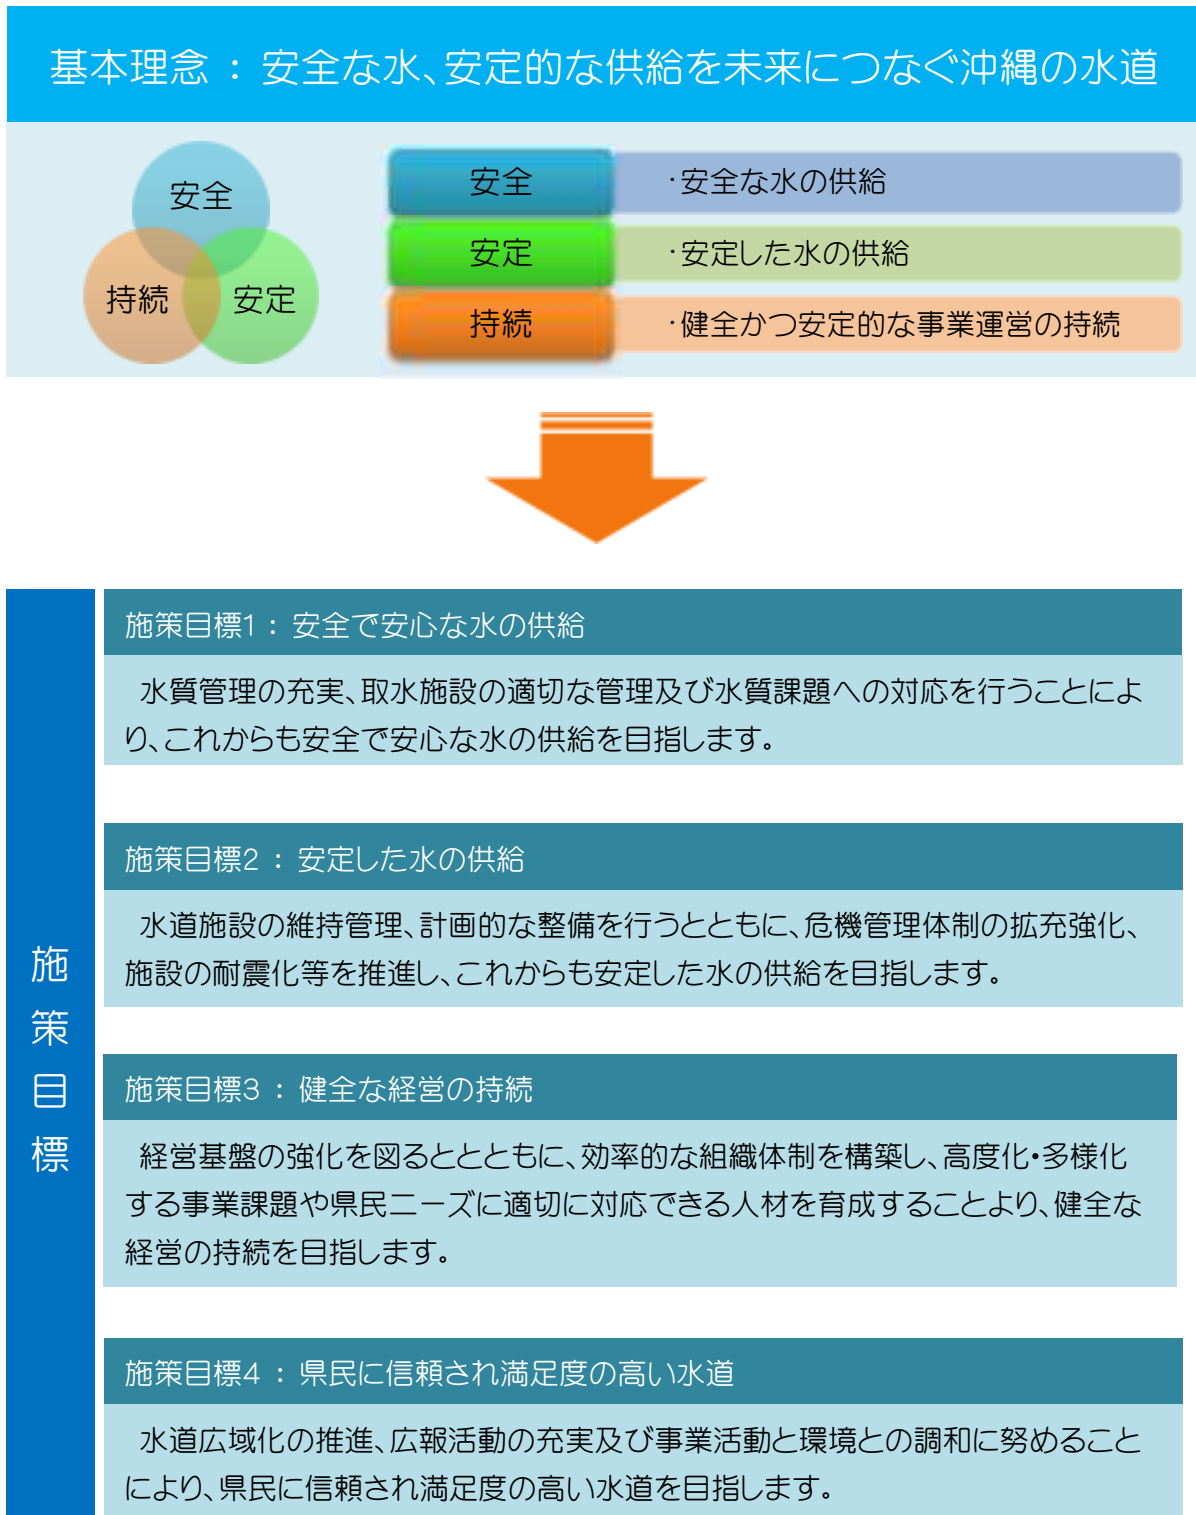 基本理念 : 安全な水、安定的な供給を未来につなぐ沖縄の水道
安全
持続
安定
安全
・安全な水の供給
安定
・安定した水の供給
持続
・健全かつ安定的な事業運営の持続
施策目標
施策目標1 : 安全で安心な水の供給
水質管理の充実、取水施設の適切な管理及び水質課題への対応を行うことによ
り、これからも安全で安心な水の供給を目指します。
施策目標2 : 安定した水の供給
水道施設の維持管理、計画的な整備を行うとともに、危機管理体制の拡充強化、
施設の耐震化等を推進し、これからも安定した水の供給を目指します。
施策目標3 : 健全な経営の持続
経営基盤の強化を図るととともに、効率的な組織体制を構築し、高度化・多様化
する事業課題や県民ニーズに適切に対応できる人材を育成することより、健全な
経営の持続を目指します。
施策目標4 : 県民に信頼され満足度の高い水道
水道広域化の推進、広報活動の充実及び事業活動と環境との調和に努めること
により、県民に信頼され満足度の高い水道を目指します。